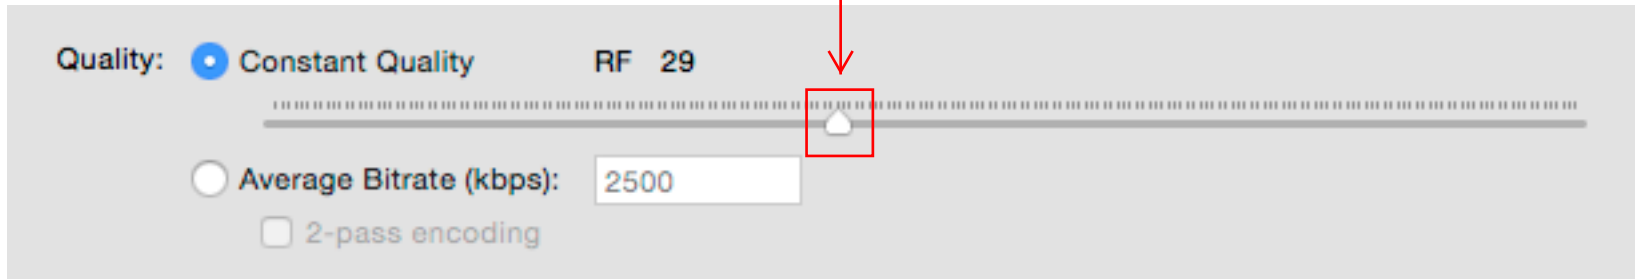 Quality: Constant Quality RF 29
Average Bitrate (kbps): 2500
2-pass encoding